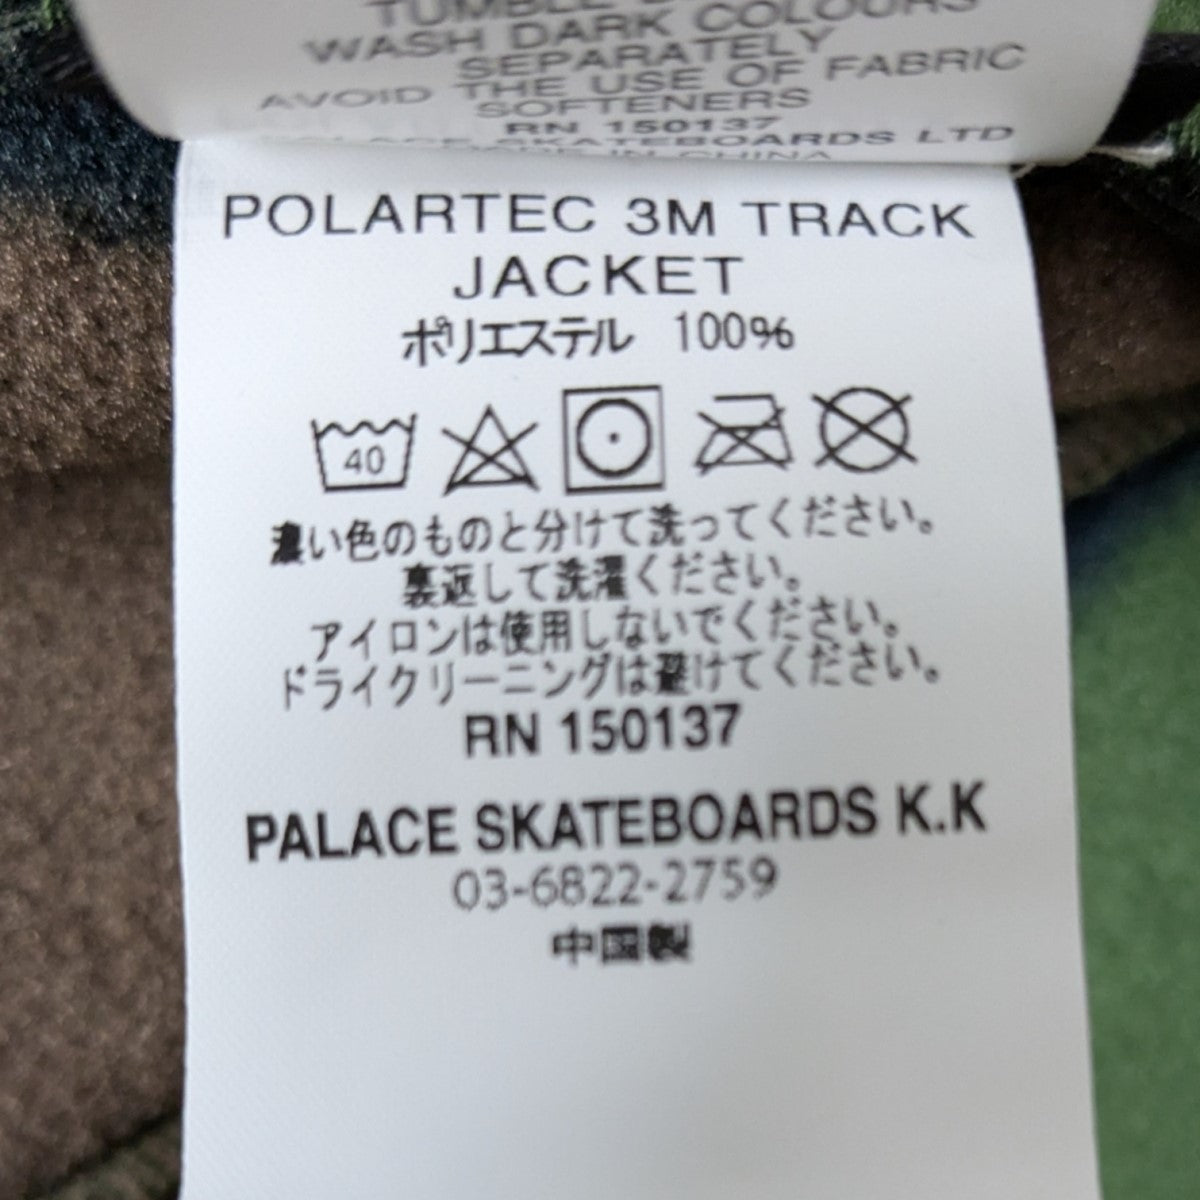 TUMBLE
WASH DARK COLOURS
SEPARATELY
AVOID THE USE OF FABRIC
SOFTENERS
RN 150137
PALACE SKATEBOARDS LTD
IN CHINA
POLARTEC 3M TRACK
JACKET
ポリエステル 100%
40
濃い色のものと分けて洗ってください。
裏返して洗濯ください。
アイロンは使用しないでください。
ドライクリーニングは避けてください。
RN 150137
PALACE SKATEBOARDS K.K
03-6822-2759
中国製